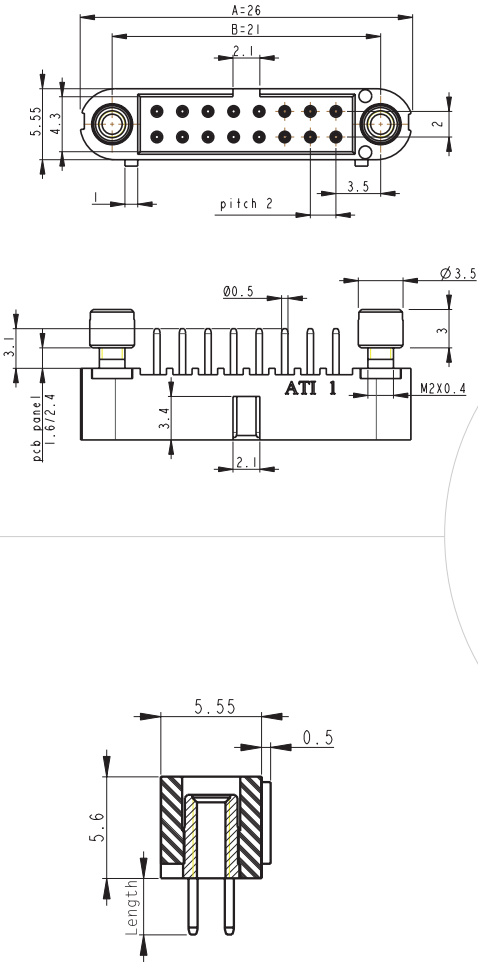 A=26
B=21
2.1
5.55
4.3
2
1
pitch 2
3.5
Ø0.5
Ø3.5
3.1
3
pcb panel
1.6/2.4
ATI 1
M2X0.4
3.4
2.1
5.55
0.5
5.6
Length